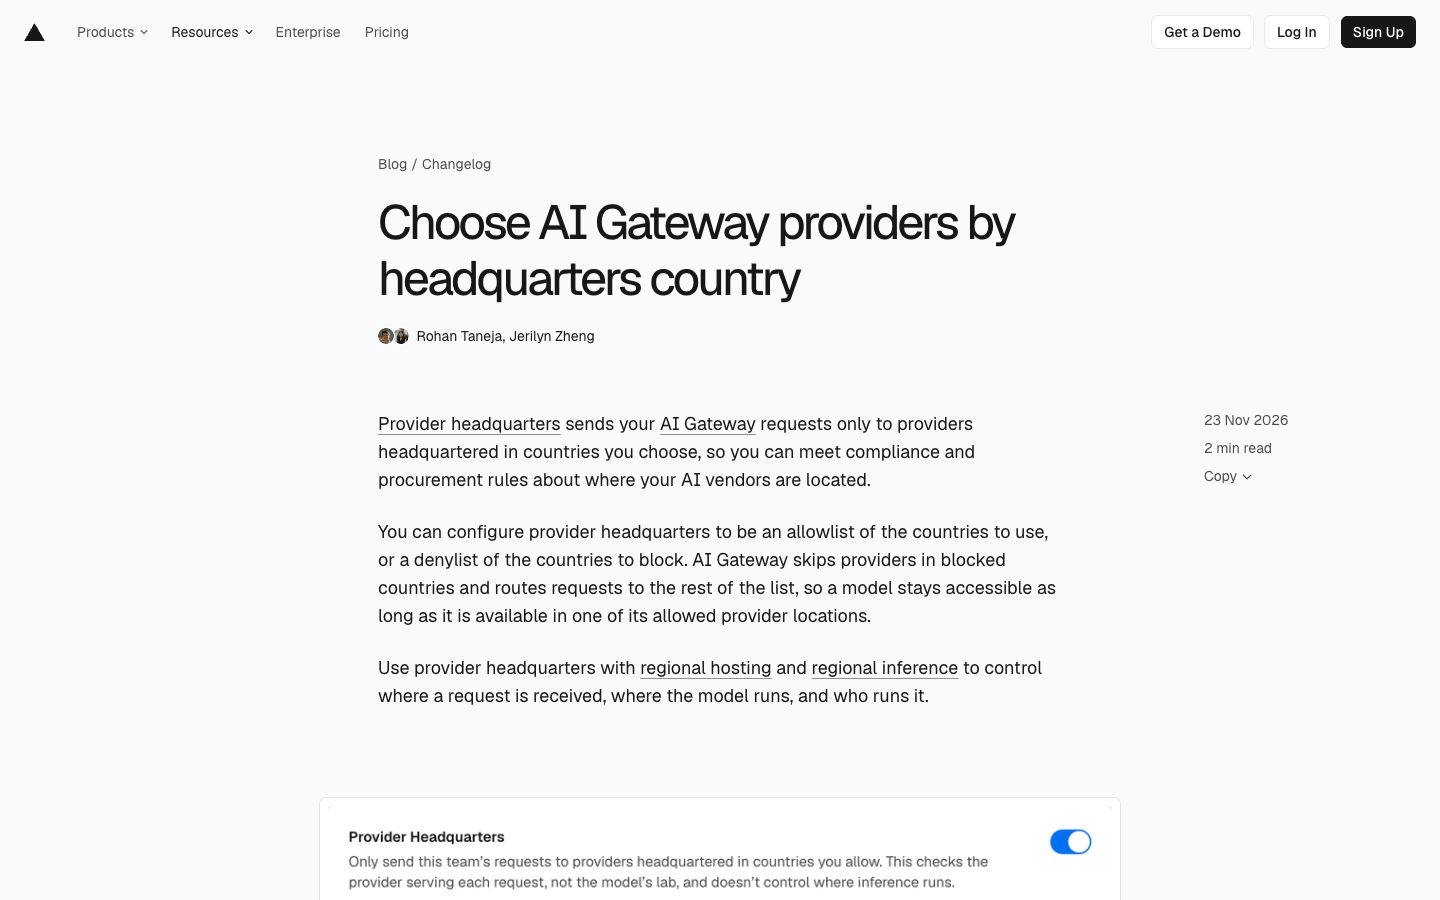 Products
Resources
Enterprise
Pricing
Get a Demo
Log In
Sign Up
Blog / Changelog
Choose AI Gateway providers by
headquarters country
Rohan Taneja, Jerilyn Zheng
Provider headquarters sends your AI Gateway requests only to providers
headquartered in countries you choose, so you can meet compliance and
procurement rules about where your AI vendors are located.
You can configure provider headquarters to be an allowlist of the countries to use,
or a denylist of the countries to block. AI Gateway skips providers in blocked
countries and routes requests to the rest of the list, so a model stays accessible as
long as it is available in one of its allowed provider locations.
Use provider headquarters with regional hosting and regional inference to control
where a request is received, where the model runs, and who runs it.
23 Nov 2026
2 min read
Copy
Provider Headquarters
Only send this team’s requests to providers headquartered in countries you allow. This checks the
provider serving each request, not the model’s lab, and doesn’t control where inference runs.